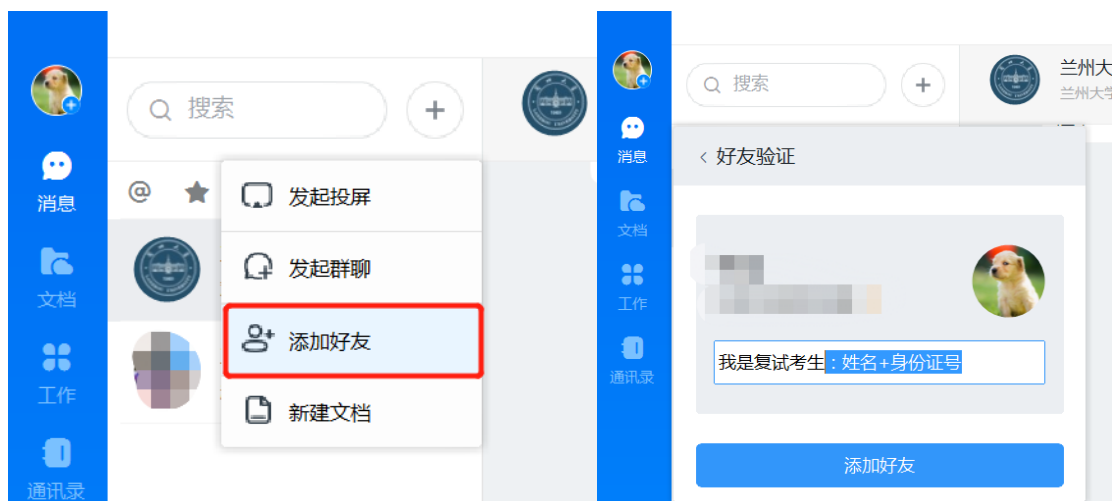 搜索
+
消息
@
发起投屏
发起群聊
文档
添加好友
工作
新建文档
通讯录
搜索
+
兰州大
兰州大学
消息
< 好友验证
文档
工作
我是复试考生：姓名+身份证号
通讯录
添加好友